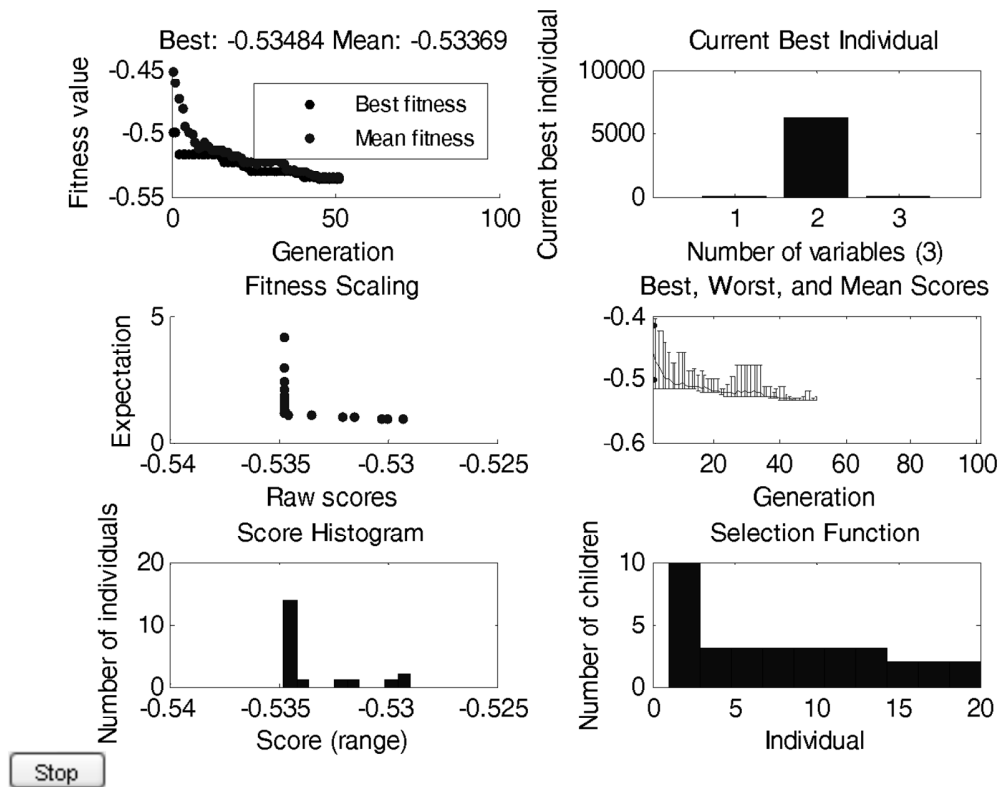 Best: -0.53484 Mean: -0.53369
Fitness value
-0.45
-0.5
-0.55
Best fitness
Mean fitness
0 50 100
Generation
Current Best Individual
Current best individual
10000
5000
0
1 2 3
Number of variables (3)
Fitness Scaling
Expectation
5
0
-0.54 -0.535 -0.53 -0.525
Raw scores
Best, Worst, and Mean Scores
-0.4
-0.5
-0.6
20 40 60 80 100
Generation
Score Histogram
Number of individuals
20
10
0
-0.54 -0.535 -0.53 -0.525
Score (range)
Selection Function
Number of children
10
5
0
0 5 10 15 20
Individual
Stop